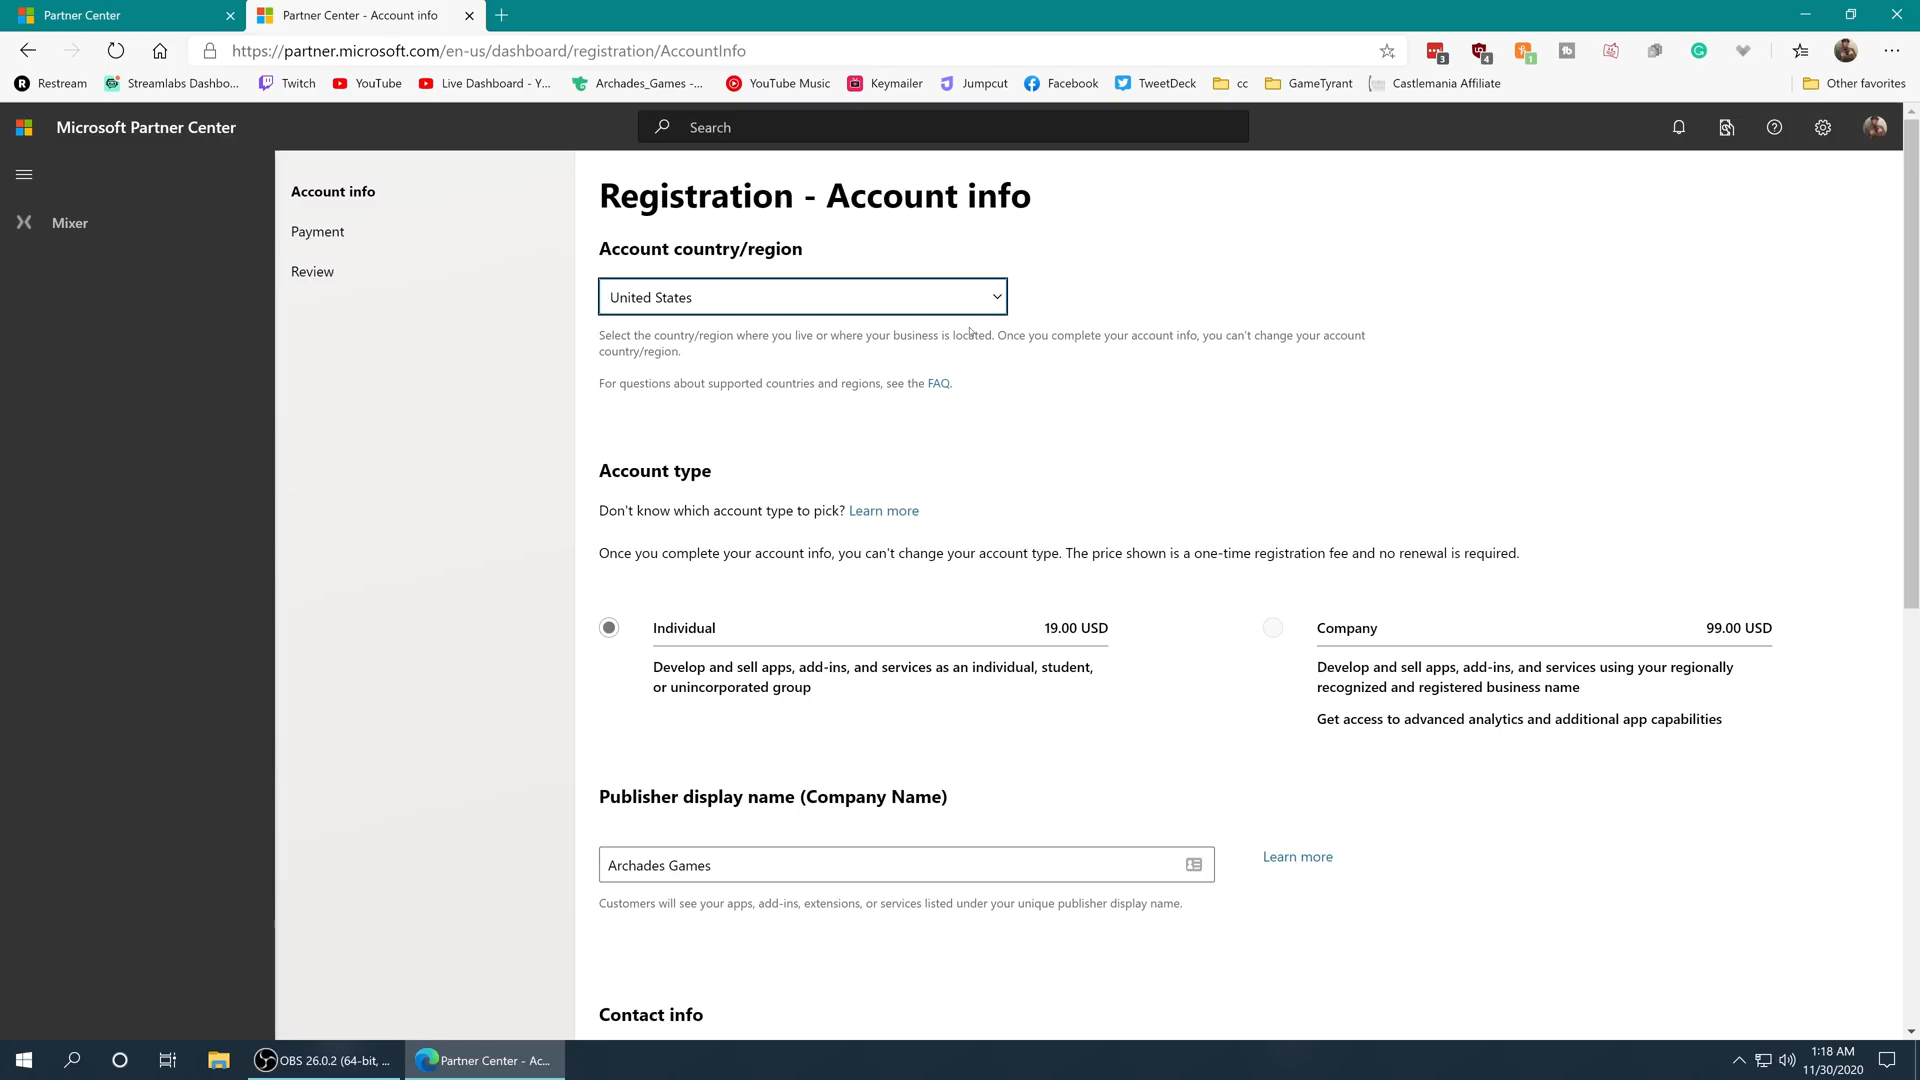 Partner Center
Partner Center - Account info
https://partner.microsoft.com/en-us/dashboard/registration/AccountInfo
3
4
1
Restream
Streamlabs Dashbo...
Twitch
YouTube
Live Dashboard - Y...
Archades_Games -...
YouTube Music
Keymailer
Jumpcut
Facebook
TweetDeck
cc
GameTyrant
Castlemania Affiliate
Other favorites
Microsoft Partner Center
Search
Mixer
Account info
Payment
Review
Registration - Account info
Account country/region
United States
Select the country/region where you live or where your business is located. Once you complete your account info, you can't change your account
country/region.
For questions about supported countries and regions, see the FAQ.
Account type
Don't know which account type to pick? Learn more
Once you complete your account info, you can't change your account type. The price shown is a one-time registration fee and no renewal is required.
Individual 19.00 USD
Develop and sell apps, add-ins, and services as an individual, student,
or unincorporated group
Company 99.00 USD
Develop and sell apps, add-ins, and services using your regionally
recognized and registered business name
Get access to advanced analytics and additional app capabilities
Publisher display name (Company Name)
Archades Games
Learn more
Customers will see your apps, add-ins, extensions, or services listed under your unique publisher display name.
Contact info
OBS 26.0.2 (64-bit, ...
Partner Center - Ac...
1:18 AM
11/30/2020